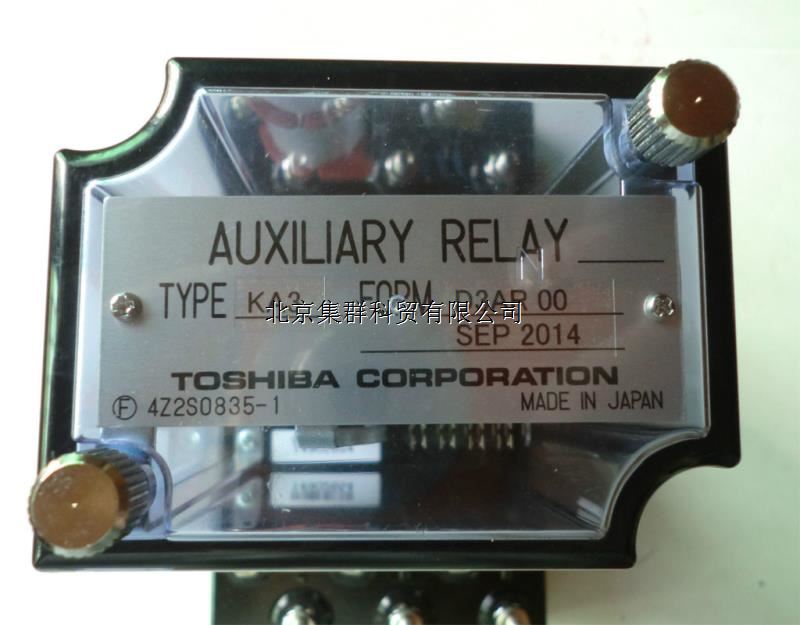 AUXILIARY RELAY
TYPE KA3 FORM D3AR 00
北京集群科贸有限公司
SEP 2014
TOSHIBA CORPORATION
Ⓕ 4Z2S0835-1 MADE IN JAPAN